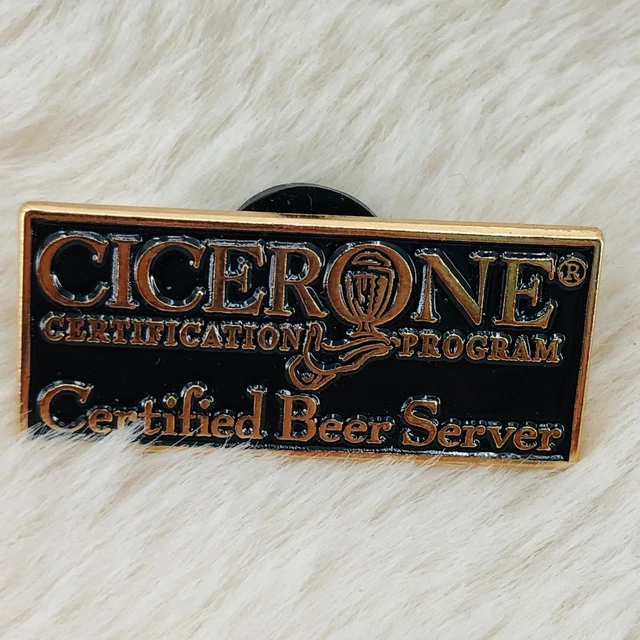 CICERONE®
CERTIFICATION PROGRAM
Certified Beer Server